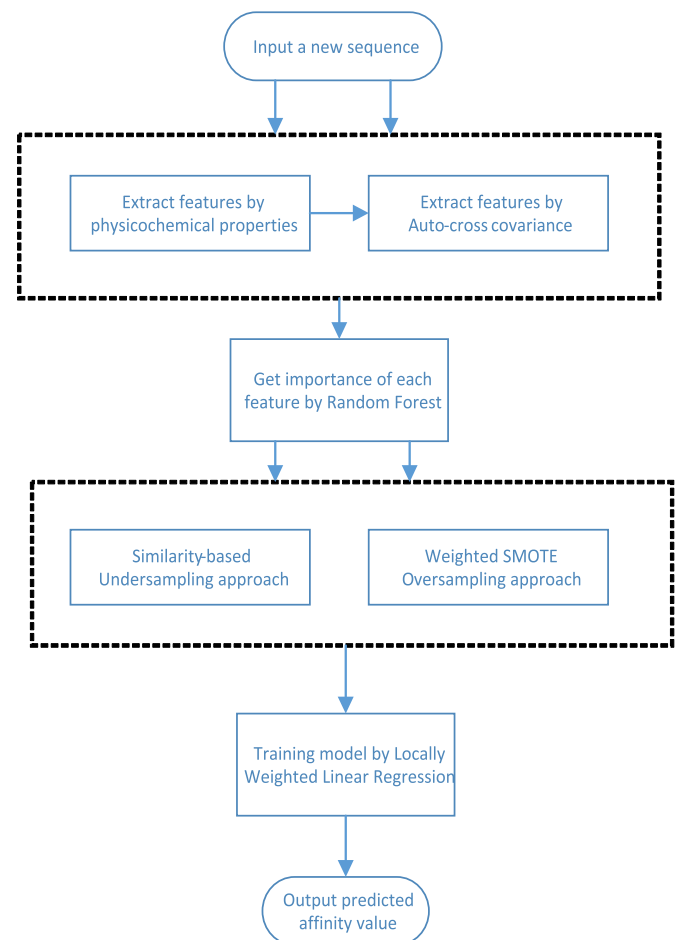 Input a new sequence
Extract features by
physicochemical properties
Extract features by
Auto-cross covariance
Get importance of each
feature by Random Forest
Similarity-based
Undersampling approach
Weighted SMOTE
Oversampling approach
Training model by Locally
Weighted Linear Regression
Output predicted
affinity value